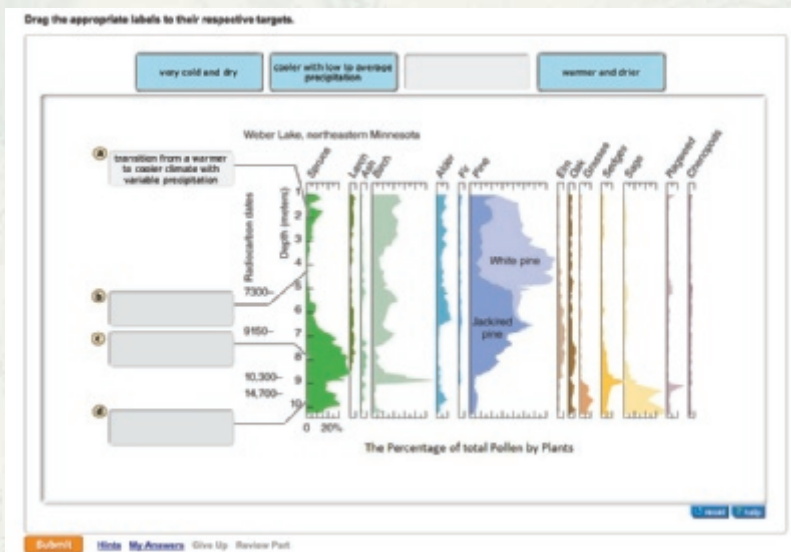 Drag the appropriate labels to their respective targets.
very cold and dry
cooler with low to average
precipitation
warmer and drier
Weber Lake, northeastern Minnesota
a
transition from a warmer
to cooler climate with
variable precipitation
Spruce
Larch
Ash
Birch
Alder
Fir
Pine
Elm
Oak
Grasses
Sedges
Sage
Ragweed
Chenopods
Radiocarbon dates
Depth (meters)
1
2
3
4
White pine
b
7300–
5
6
c
9150–
7
Jack/red
pine
8
10,300–
9
14,700–
10
d
0 20%
The Percentage of total Pollen by Plants
reset
? help
Submit
Hints My Answers Give Up Review Part